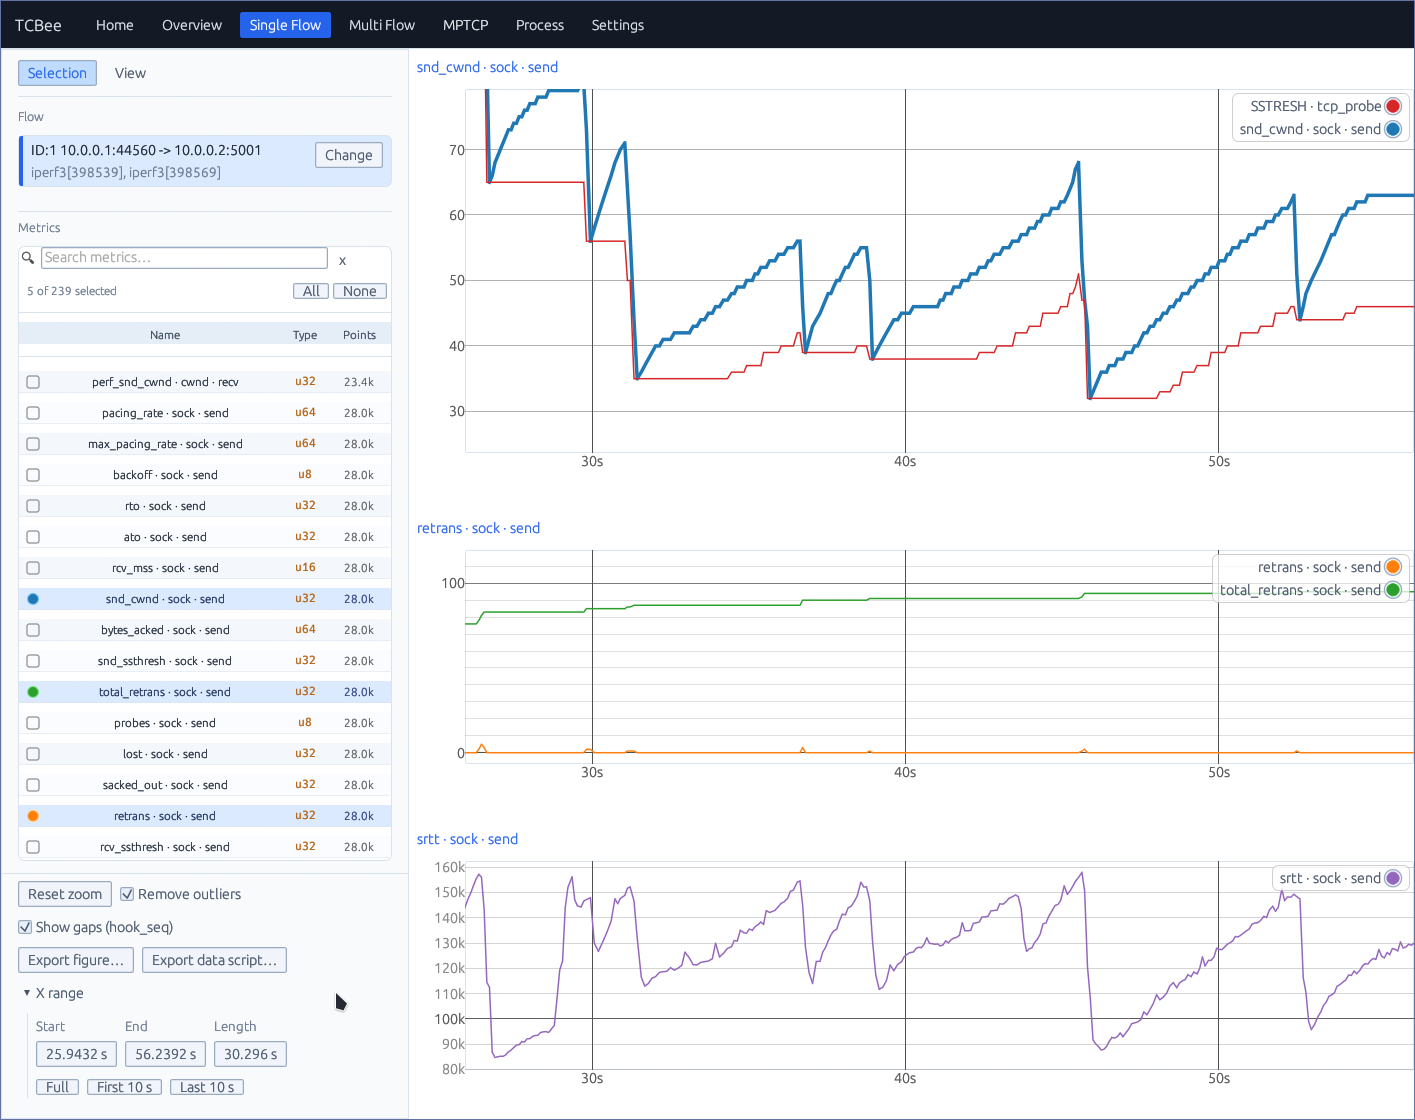 TCBee Home Overview Single Flow Multi Flow MPTCP Process Settings
Selection View
Flow
ID:1 10.0.0.1:44560 -> 10.0.0.2:5001
iperf3[398539], iperf3[398569]
Change
Metrics
Search metrics...
x
5 of 239 selected
All None
Name Type Points
perf_snd_cwnd · cwnd · recv u32 23.4k
pacing_rate · sock · send u64 28.0k
max_pacing_rate · sock · send u64 28.0k
backoff · sock · send u8 28.0k
rto · sock · send u32 28.0k
ato · sock · send u32 28.0k
rcv_mss · sock · send u16 28.0k
snd_cwnd · sock · send u32 28.0k
bytes_acked · sock · send u64 28.0k
snd_ssthresh · sock · send u32 28.0k
total_retrans · sock · send u32 28.0k
probes · sock · send u8 28.0k
lost · sock · send u32 28.0k
sacked_out · sock · send u32 28.0k
retrans · sock · send u32 28.0k
rcv_ssthresh · sock · send u32 28.0k
Reset zoom Remove outliers
Show gaps (hook_seq)
Export figure... Export data script...
X range
Start End Length
25.9432 s 56.2392 s 30.296 s
Full First 10 s Last 10 s
snd_cwnd · sock · send
SSTRESH · tcp_probe
snd_cwnd · sock · send
70
60
50
40
30
30s 40s 50s
retrans · sock · send
retrans · sock · send
total_retrans · sock · send
100
0
30s 40s 50s
srtt · sock · send
srtt · sock · send
160k
150k
140k
130k
120k
110k
100k
90k
80k
30s 40s 50s